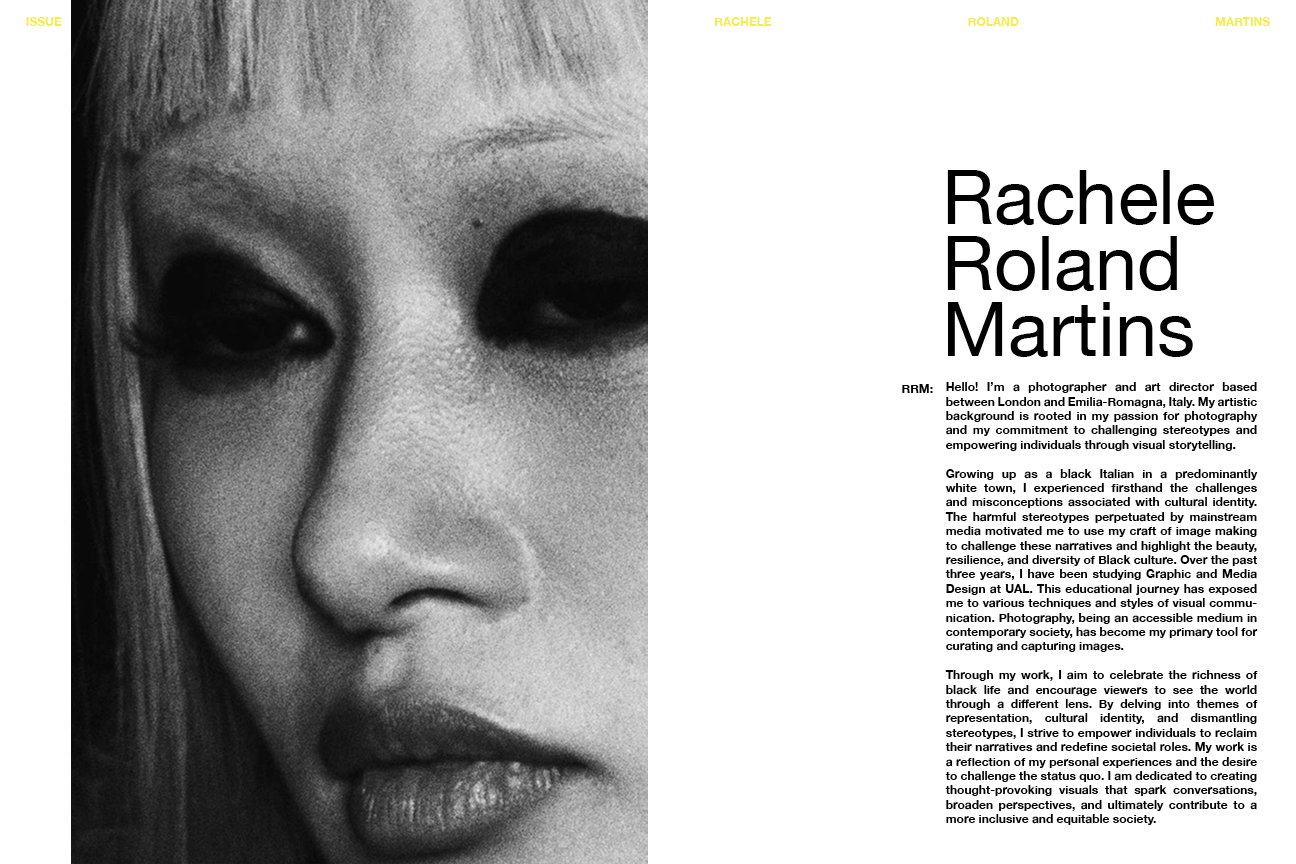 ISSUE
RACHELE
ROLAND
MARTINS
Rachele
Roland
Martins
RRM:
Hello! I’m a photographer and art director based
between London and Emilia-Romagna, Italy. My artistic
background is rooted in my passion for photography
and my commitment to challenging stereotypes and
empowering individuals through visual storytelling.
Growing up as a black Italian in a predominantly
white town, I experienced firsthand the challenges
and misconceptions associated with cultural identity.
The harmful stereotypes perpetuated by mainstream
media motivated me to use my craft of image making
to challenge these narratives and highlight the beauty,
resilience, and diversity of Black culture. Over the past
three years, I have been studying Graphic and Media
Design at UAL. This educational journey has exposed
me to various techniques and styles of visual commu-
nication. Photography, being an accessible medium in
contemporary society, has become my primary tool for
curating and capturing images.
Through my work, I aim to celebrate the richness of
black life and encourage viewers to see the world
through a different lens. By delving into themes of
representation, cultural identity, and dismantling
stereotypes, I strive to empower individuals to reclaim
their narratives and redefine societal roles. My work is
a reflection of my personal experiences and the desire
to challenge the status quo. I am dedicated to creating
thought-provoking visuals that spark conversations,
broaden perspectives, and ultimately contribute to a
more inclusive and equitable society.